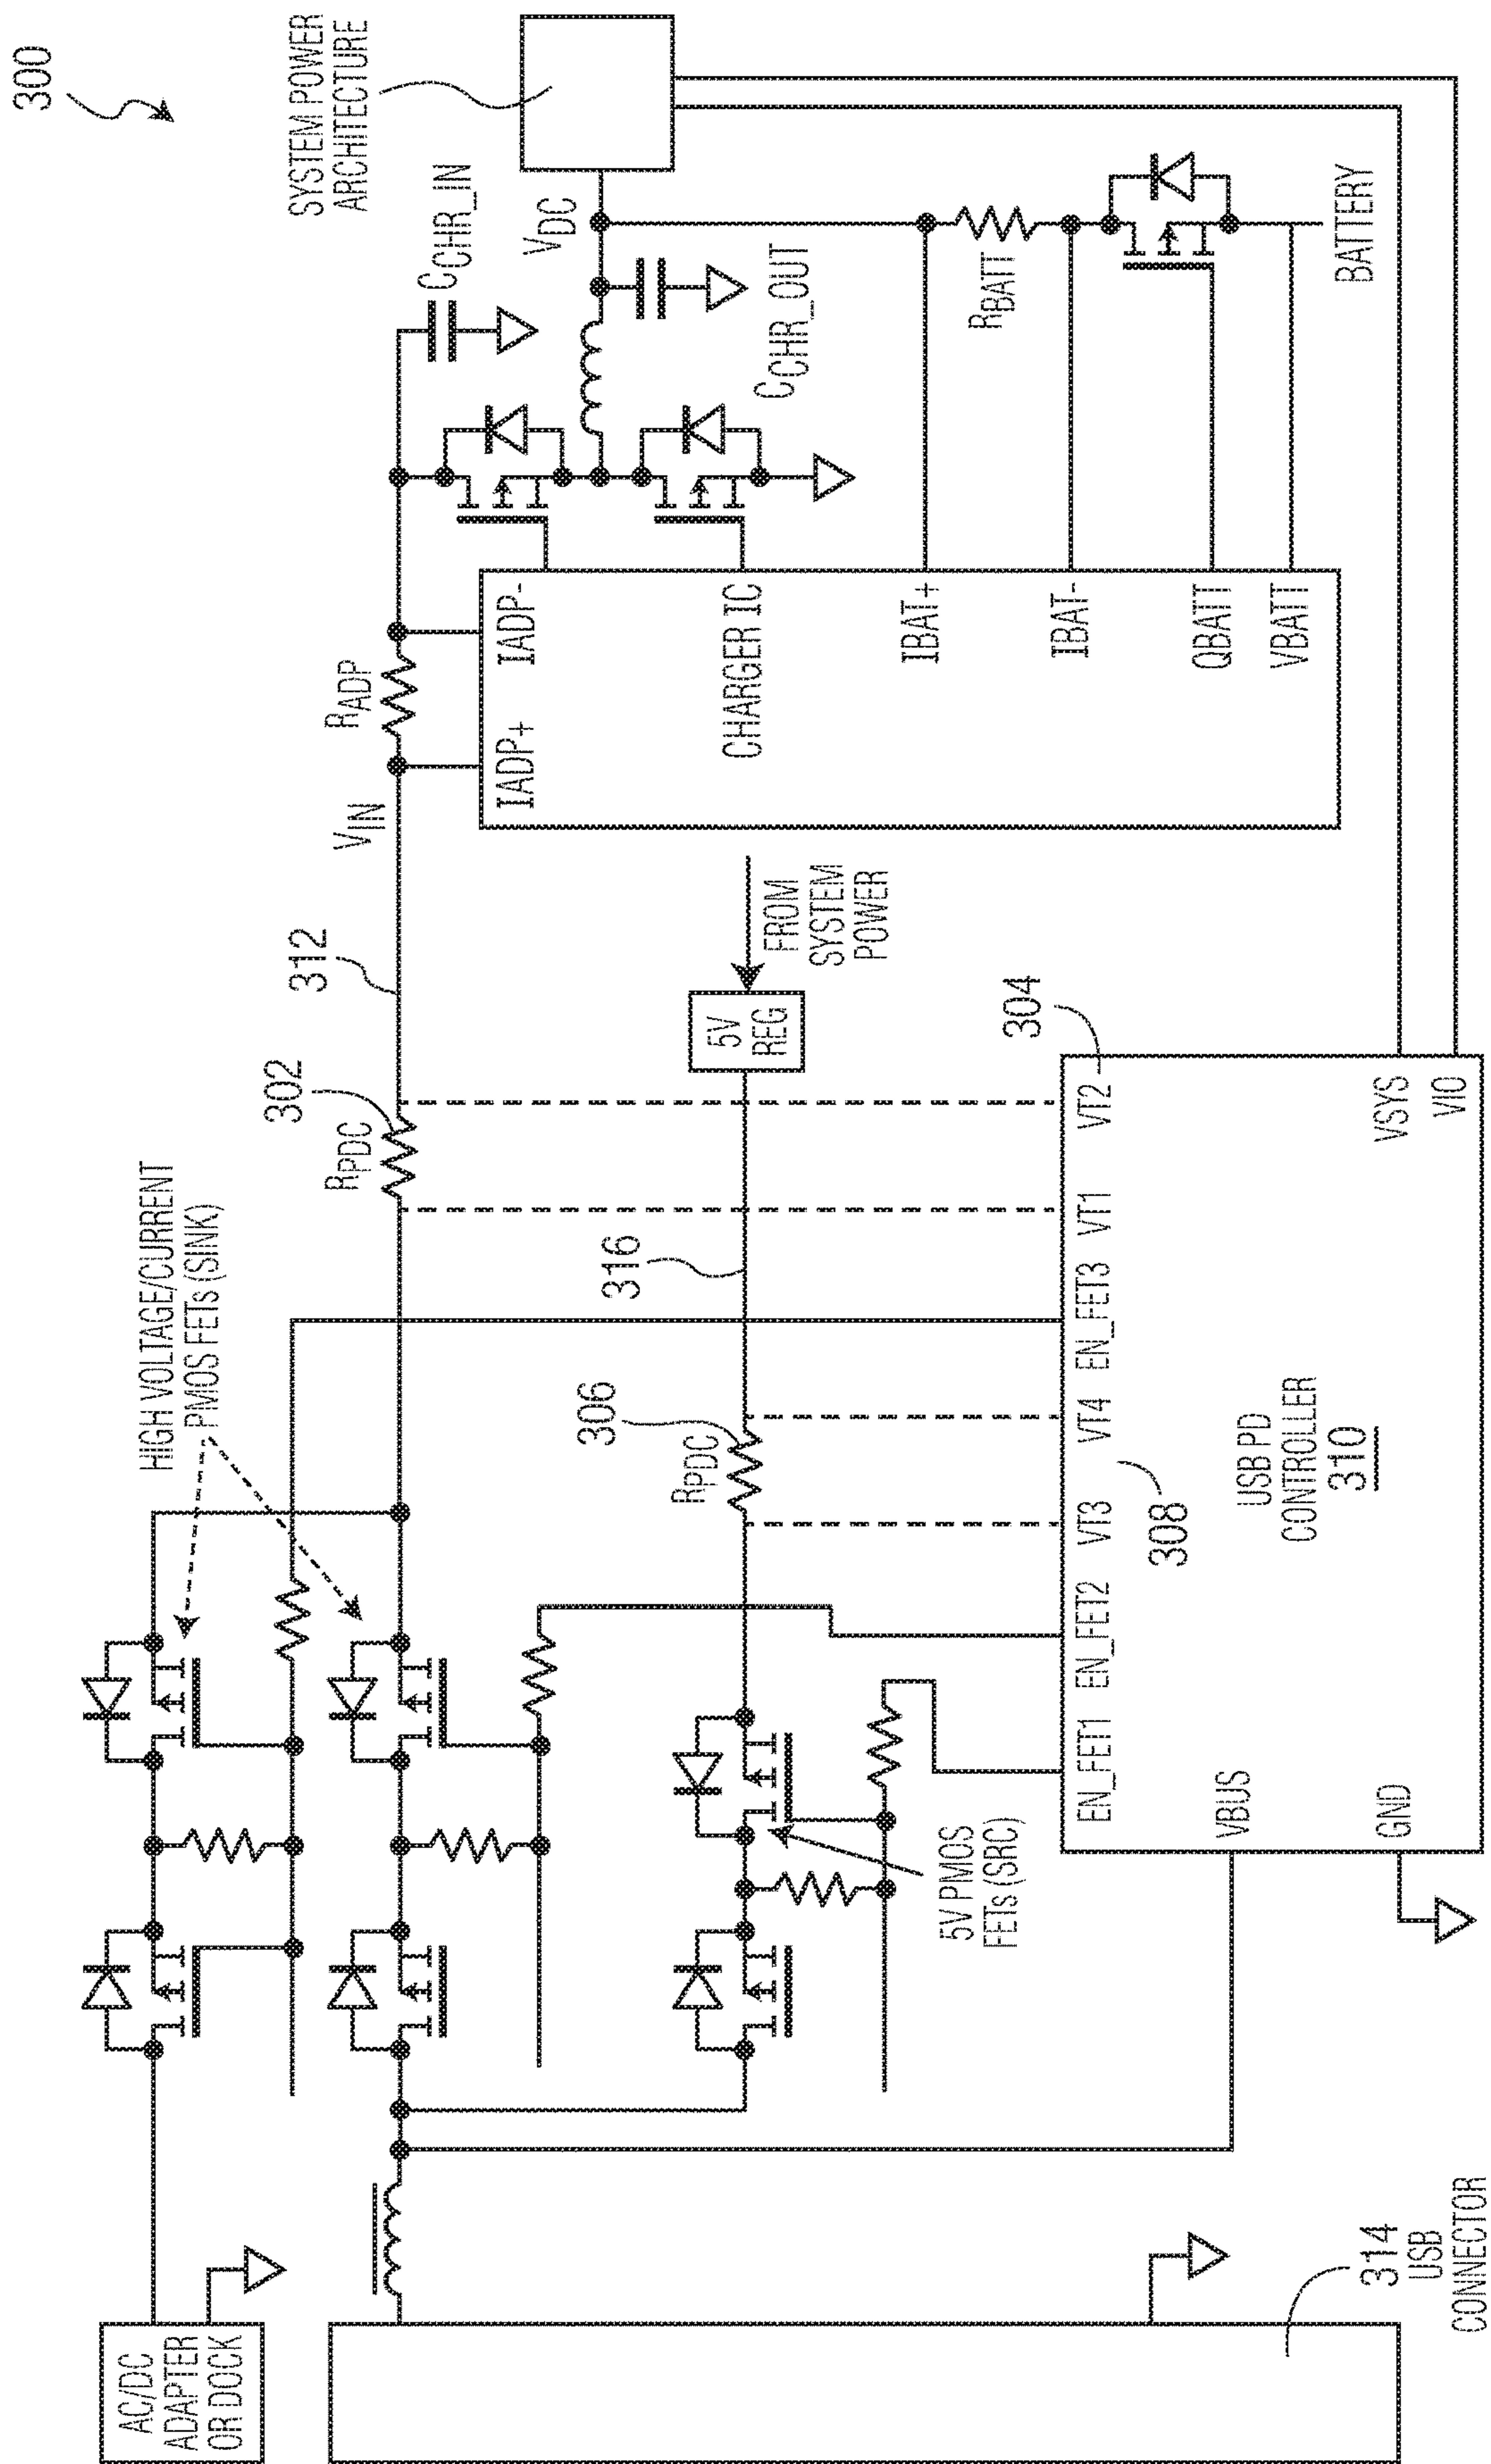 300
AC/DC
ADAPTER
OR DOCK
HIGH VOLTAGE/CURRENT
PMOS FETs (SINK)
302
RPDC
312
VIN
RADP
CCHR_IN
SYSTEM POWER
ARCHITECTURE
VDC
IADP+
IADP-
CHARGER IC
IBAT+
IBAT-
QBATT
VBATT
CCHR_OUT
RBATT
BATTERY
316
5V
REG
FROM
SYSTEM
POWER
306
RPDC
5V PMOS
FETs (SRC)
304
EN_FET1
EN_FET2
VT3
VT4
EN_FET3
VT1
VT2
308
VBUS
GND
USB PD
CONTROLLER
310
VSYS
VIO
314
USB
CONNECTOR